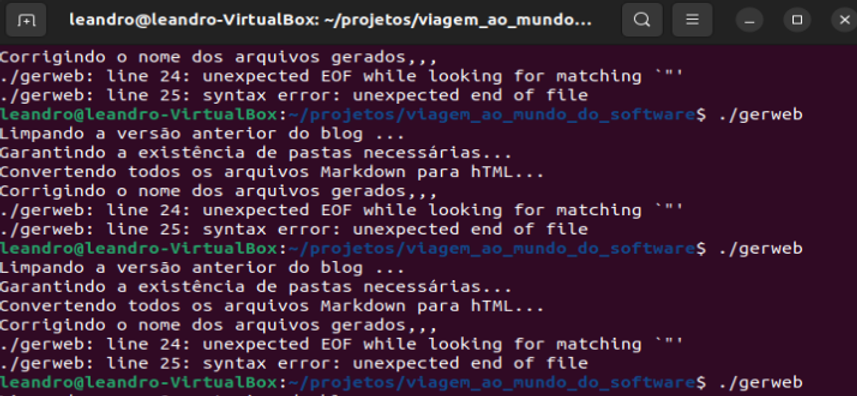 leandro@leandro-VirtualBox: ~/projetos/viagem_ao_mundo...
Corrigindo o nome dos arquivos gerados,,,
./gerweb: line 24: unexpected EOF while looking for matching `"'
./gerweb: line 25: syntax error: unexpected end of file
leandro@leandro-VirtualBox:~/projetos/viagem_ao_mundo_do_software$ ./gerweb
Limpando a versão anterior do blog ...
Garantindo a existência de pastas necessárias...
Convertendo todos os arquivos Markdown para hTML...
Corrigindo o nome dos arquivos gerados,,,
./gerweb: line 24: unexpected EOF while looking for matching `"'
./gerweb: line 25: syntax error: unexpected end of file
leandro@leandro-VirtualBox:~/projetos/viagem_ao_mundo_do_software$ ./gerweb
Limpando a versão anterior do blog ...
Garantindo a existência de pastas necessárias...
Convertendo todos os arquivos Markdown para hTML...
Corrigindo o nome dos arquivos gerados,,,
./gerweb: line 24: unexpected EOF while looking for matching `"'
./gerweb: line 25: syntax error: unexpected end of file
leandro@leandro-VirtualBox:~/projetos/viagem_ao_mundo_do_software$ ./gerweb